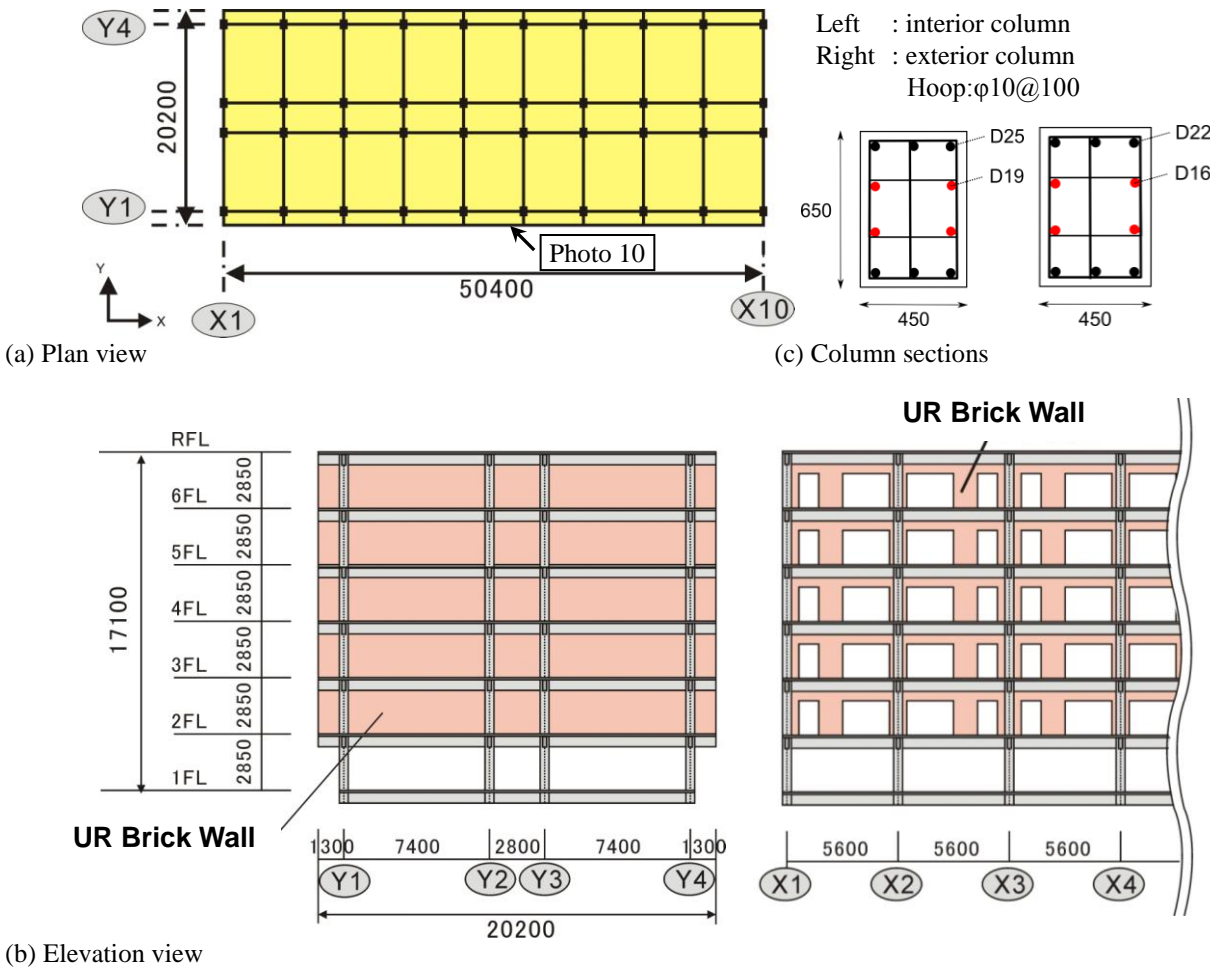 Y4
20200
Y1
Y
X
X1
50400
X10
Photo 10
(a) Plan view
Left : interior column
Right : exterior column
Hoop:φ10@100
D25
D19
650
450
D22
D16
450
(c) Column sections
UR Brick Wall
RFL
6FL
5FL
4FL
3FL
2FL
1FL
2850
2850
2850
2850
2850
2850
17100
UR Brick Wall
1300
7400
2800
7400
1300
Y1
Y2
Y3
Y4
20200
5600
5600
5600
X1
X2
X3
X4
(b) Elevation view